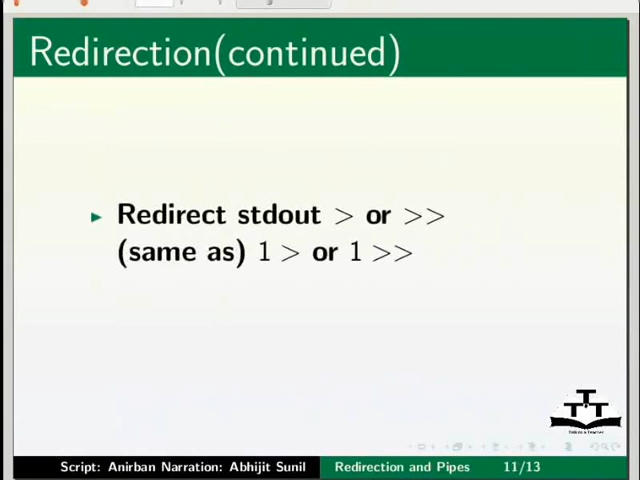 Redirection(continued)
▸ Redirect stdout > or >>
(same as) 1 > or 1 >>
TTT
Script: Anirban Narration: Abhijit Sunil Redirection and Pipes 11/13